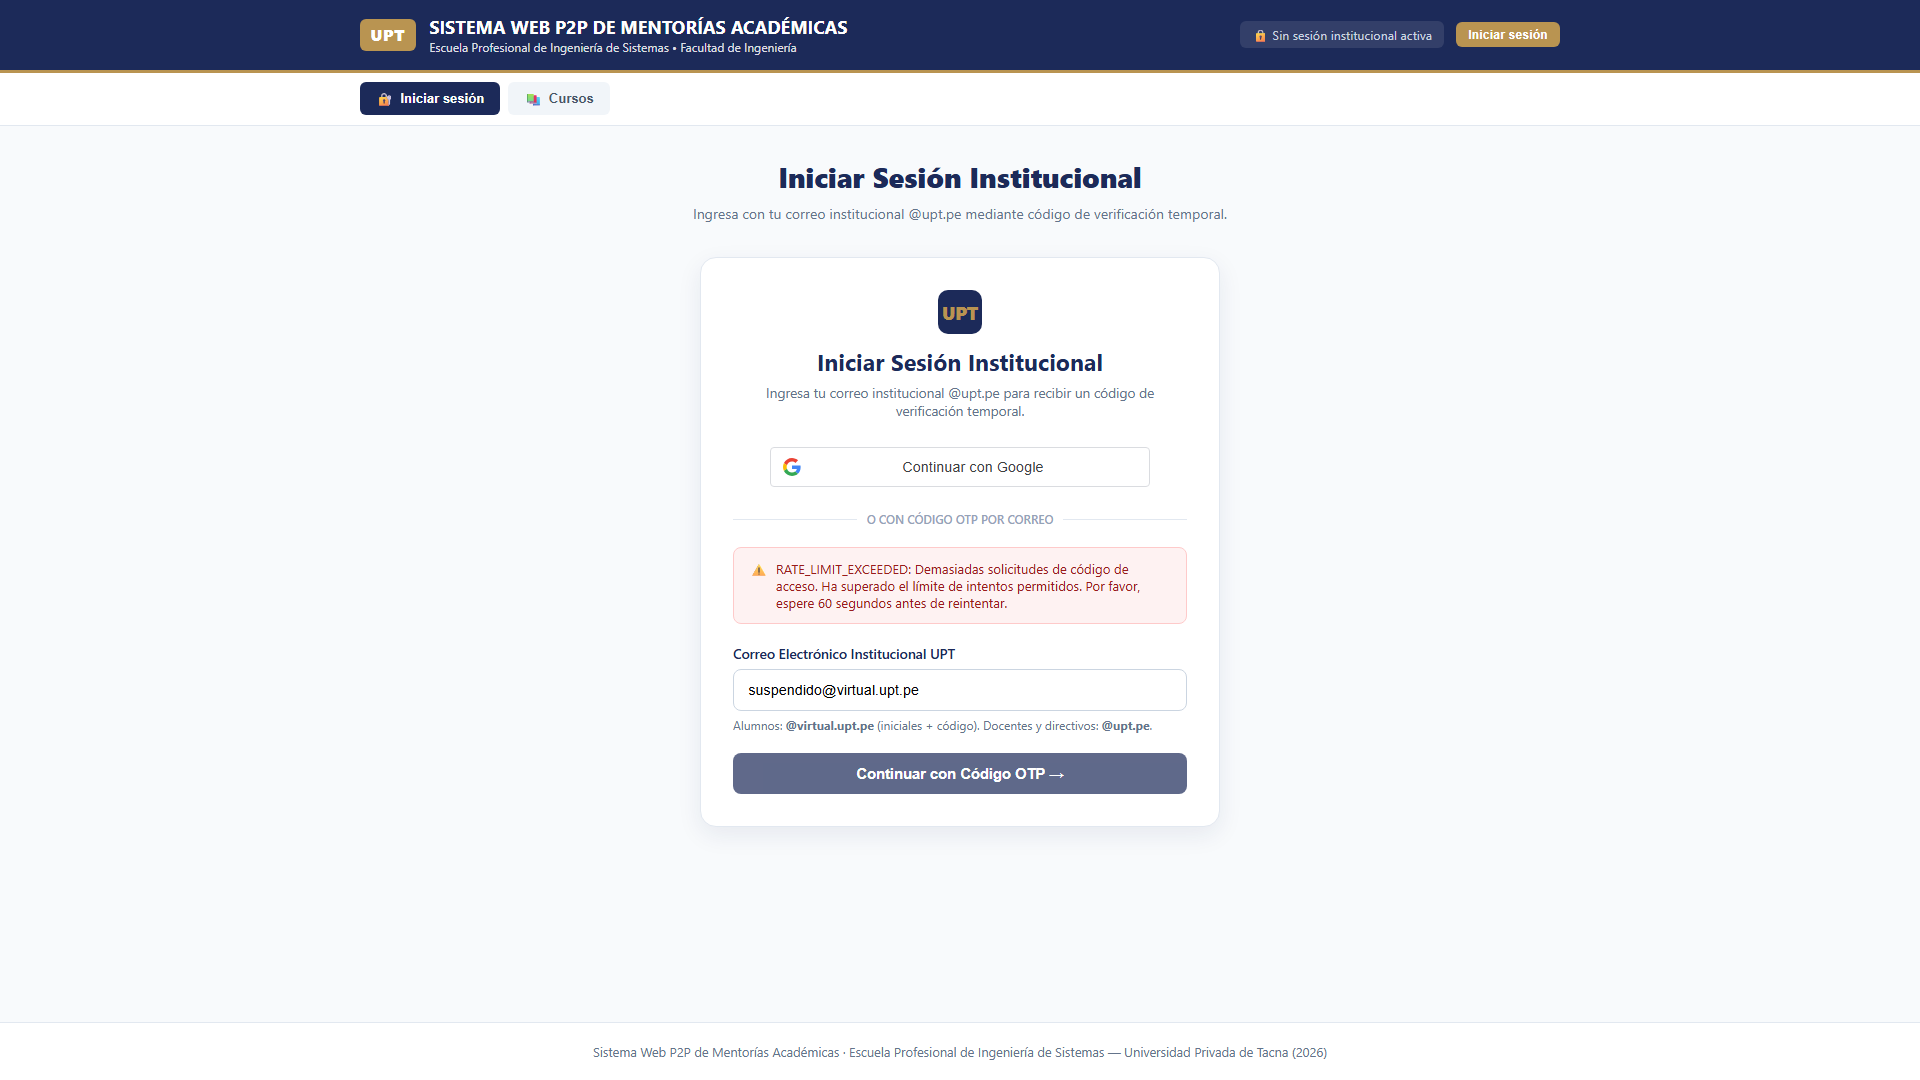 UPT
SISTEMA WEB P2P DE MENTORÍAS ACADÉMICAS
Escuela Profesional de Ingeniería de Sistemas • Facultad de Ingeniería
Sin sesión institucional activa
Iniciar sesión
Iniciar sesión
Cursos
Iniciar Sesión Institucional
Ingresa con tu correo institucional @upt.pe mediante código de verificación temporal.
UPT
Iniciar Sesión Institucional
Ingresa tu correo institucional @upt.pe para recibir un código de
verificación temporal.
Continuar con Google
O CON CÓDIGO OTP POR CORREO
RATE_LIMIT_EXCEEDED: Demasiadas solicitudes de código de
acceso. Ha superado el límite de intentos permitidos. Por favor,
espere 60 segundos antes de reintentar.
Correo Electrónico Institucional UPT
suspendido@virtual.upt.pe
Alumnos: @virtual.upt.pe (iniciales + código). Docentes y directivos: @upt.pe.
Continuar con Código OTP →
Sistema Web P2P de Mentorías Académicas · Escuela Profesional de Ingeniería de Sistemas — Universidad Privada de Tacna (2026)